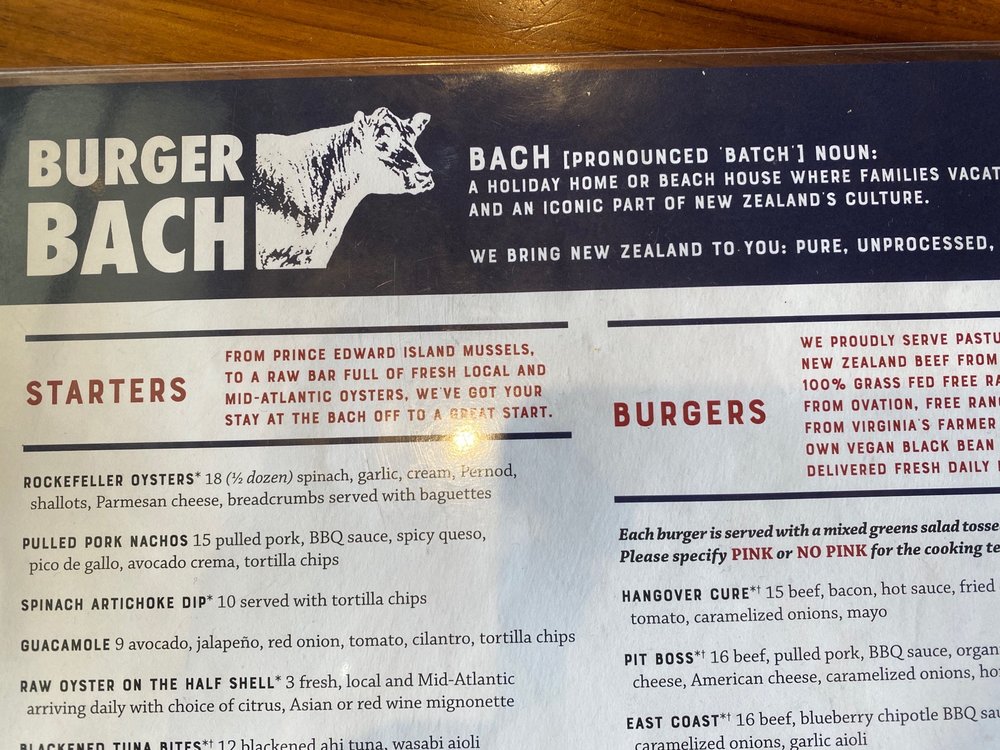 BURGER
BACH
BACH [PRONOUNCED 'BATCH'] NOUN:
A HOLIDAY HOME OR BEACH HOUSE WHERE FAMILIES VACAT
AND AN ICONIC PART OF NEW ZEALAND'S CULTURE.
WE BRING NEW ZEALAND TO YOU: PURE, UNPROCESSED,
STARTERS
FROM PRINCE EDWARD ISLAND MUSSELS,
TO A RAW BAR FULL OF FRESH LOCAL AND
MID-ATLANTIC OYSTERS, WE'VE GOT YOUR
STAY AT THE BACH OFF TO A GREAT START.
ROCKEFELLER OYSTERS* 18 (½ dozen) spinach, garlic, cream, Pernod,
shallots, Parmesan cheese, breadcrumbs served with baguettes
PULLED PORK NACHOS 15 pulled pork, BBQ sauce, spicy queso,
pico de gallo, avocado crema, tortilla chips
SPINACH ARTICHOKE DIP* 10 served with tortilla chips
GUACAMOLE 9 avocado, jalapeño, red onion, tomato, cilantro, tortilla chips
RAW OYSTER ON THE HALF SHELL* 3 fresh, local and Mid-Atlantic
arriving daily with choice of citrus, Asian or red wine mignonette
BLACKENED TUNA BITES*† 12 blackened ahi tuna, wasabi aioli
BURGERS
WE PROUDLY SERVE PASTU
NEW ZEALAND BEEF FROM
100% GRASS FED FREE RA
FROM OVATION, FREE RANG
FROM VIRGINIA'S FARMER
OWN VEGAN BLACK BEAN
DELIVERED FRESH DAILY
Each burger is served with a mixed greens salad tosse
Please specify PINK or NO PINK for the cooking te
HANGOVER CURE*† 15 beef, bacon, hot sauce, fried
tomato, caramelized onions, mayo
PIT BOSS*† 16 beef, pulled pork, BBQ sauce, organ
cheese, American cheese, caramelized onions, ho
EAST COAST*† 16 beef, blueberry chipotle BBQ sau
caramelized onions, garlic aioli